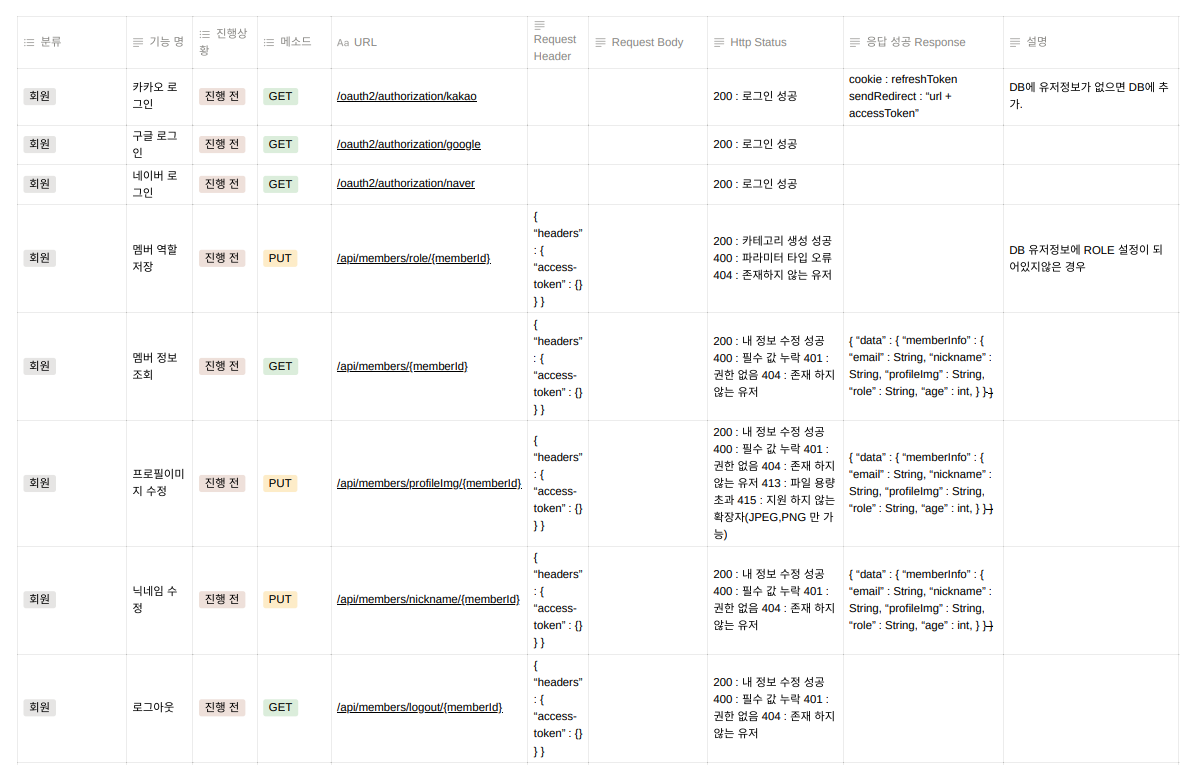 분류
기능 명
진행상
황
메소드
Aa URL
Request
Header
Request Body
Http Status
응답 성공 Response
설명
회원
카카오 로
그인
진행 전
GET
/oauth2/authorization/kakao
200 : 로그인 성공
cookie : refreshToken
sendRedirect : “url +
accessToken”
DB에 유저정보가 없으면 DB에 추
가.
회원
구글 로그
인
진행 전
GET
/oauth2/authorization/google
200 : 로그인 성공
회원
네이버 로
그인
진행 전
GET
/oauth2/authorization/naver
200 : 로그인 성공
회원
멤버 역할
저장
진행 전
PUT
/api/members/role/{memberId}
{
“headers”
: {
“access-
token” : {}
} }
200 : 카테고리 생성 성공
400 : 파라미터 타입 오류
404 : 존재하지 않는 유저
DB 유저정보에 ROLE 설정이 되
어있지않은 경우
회원
멤버 정보
조회
진행 전
GET
/api/members/{memberId}
{
“headers”
: {
“access-
token” : {}
} }
200 : 내 정보 수정 성공
400 : 필수 값 누락 401 :
권한 없음 404 : 존재 하지
않는 유저
{ “data” : { “memberInfo” : {
“email” : String, “nickname” :
String, “profileImg” : String,
“role” : String, “age” : int, } } }
회원
프로필이미
지 수정
진행 전
PUT
/api/members/profileImg/{memberId}
{
“headers”
: {
“access-
token” : {}
} }
200 : 내 정보 수정 성공
400 : 필수 값 누락 401 :
권한 없음 404 : 존재 하지
않는 유저 413 : 파일 용량
초과 415 : 지원 하지 않는
확장자(JPEG,PNG 만 가
능)
{ “data” : { “memberInfo” : {
“email” : String, “nickname” :
String, “profileImg” : String,
“role” : String, “age” : int, } } }
회원
닉네임 수
정
진행 전
PUT
/api/members/nickname/{memberId}
{
“headers”
: {
“access-
token” : {}
} }
200 : 내 정보 수정 성공
400 : 필수 값 누락 401 :
권한 없음 404 : 존재 하지
않는 유저
{ “data” : { “memberInfo” : {
“email” : String, “nickname” :
String, “profileImg” : String,
“role” : String, “age” : int, } } }
회원
로그아웃
진행 전
GET
/api/members/logout/{memberId}
{
“headers”
: {
“access-
token” : {}
} }
200 : 내 정보 수정 성공
400 : 필수 값 누락 401 :
권한 없음 404 : 존재 하지
않는 유저